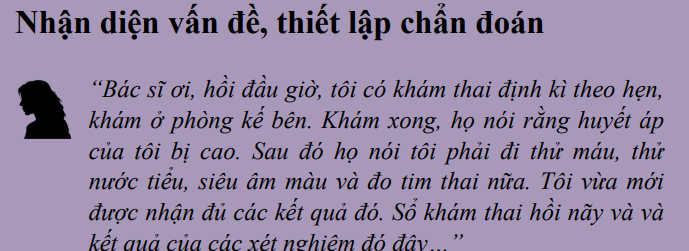 Nhận diện vấn đề, thiết lập chẩn đoán
“Bác sĩ ơi, hồi đầu giờ, tôi có khám thai định kì theo hẹn,
khám ở phòng kế bên. Khám xong, họ nói rằng huyết áp
của tôi bị cao. Sau đó họ nói tôi phải đi thử máu, thử
nước tiểu, siêu âm màu và đo tim thai nữa. Tôi vừa mới
được nhận đủ các kết quả đó. Sổ khám thai hồi nãy và và
kết quả của các xét nghiệm đó đây…”